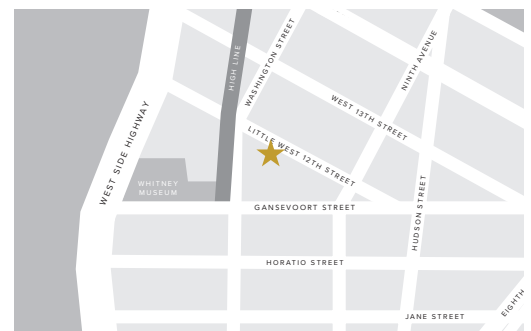 HIGH LINE
WASHINGTON STREET
NINTH AVENUE
WEST 13TH STREET
LITTLE WEST 12TH STREET
WEST SIDE HIGHWAY
WHITNEY
MUSEUM
GANSEVOORT STREET
HUDSON STREET
HORATIO STREET
JANE STREET
EIGHTH